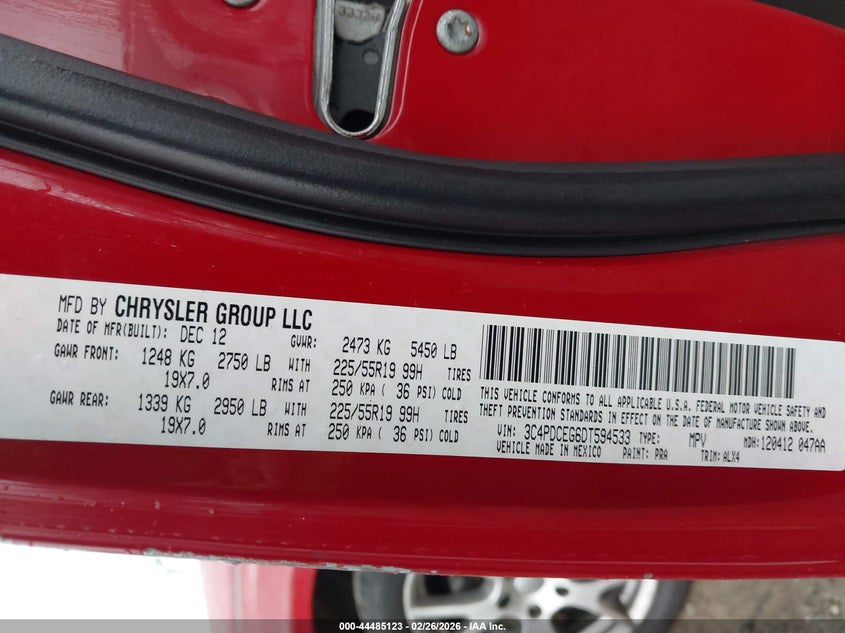 MFD BY CHRYSLER GROUP LLC
DATE OF MFR(BUILT): DEC 12 GVWR: 2473 KG 5450 LB
GAWR FRONT: 1248 KG 2750 LB WITH 225/55R19 99H TIRES
19X7.0 RIMS AT 250 KPA ( 36 PSI) COLD
GAWR REAR: 1339 KG 2950 LB WITH 225/55R19 99H TIRES
19X7.0 RIMS AT 250 KPA ( 36 PSI) COLD
THIS VEHICLE CONFORMS TO ALL APPLICABLE U.S.A. FEDERAL MOTOR VEHICLE SAFETY AND
THEFT PREVENTION STANDARDS IN EFFECT ON THE DATE OF MANUFACTURE SHOWN ABOVE.
VIN: 3C4PDCEG6DT594533 TYPE: MPV MDH:120412 047AA
VEHICLE MADE IN MEXICO PAINT: PRA TRIM: ALX4
000-44485123 - 02/26/2026 - IAA Inc.